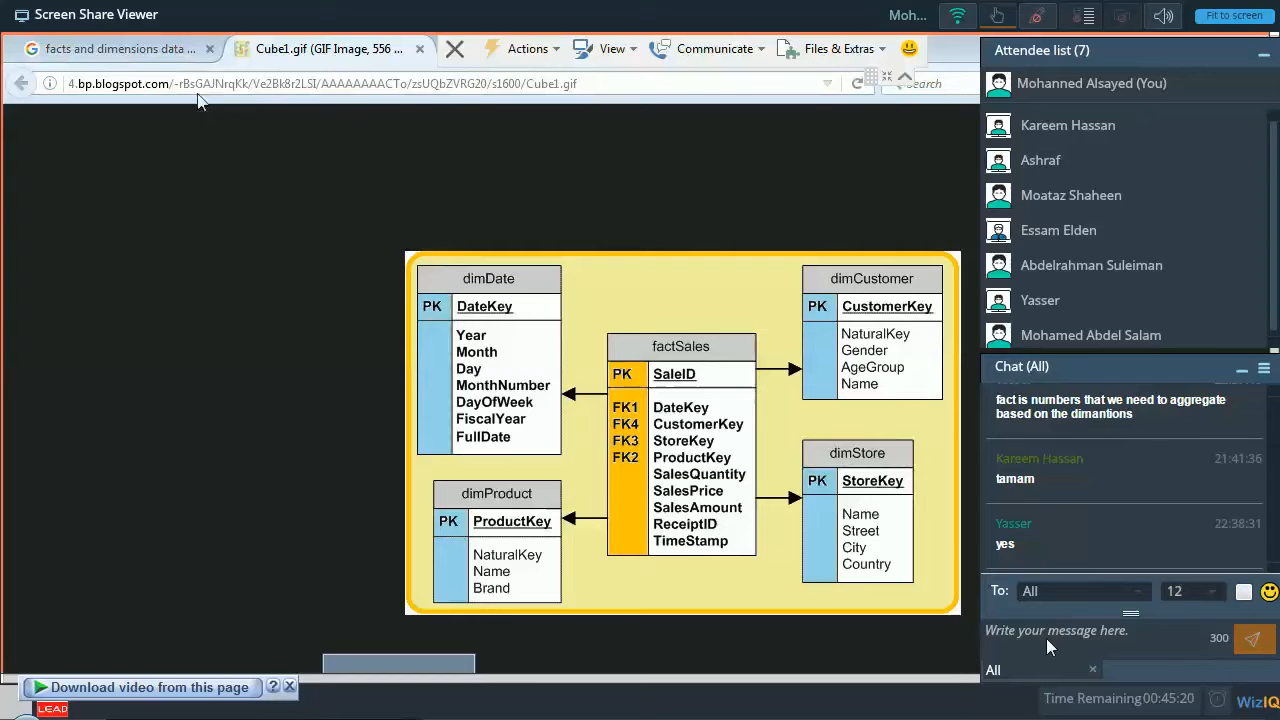 Screen Share Viewer
Moh...
Fit to screen
facts and dimensions data ...
Cube1.gif (GIF Image, 556 ...
Actions
View
Communicate
Files & Extras
4.bp.blogspot.com/-rBsGAJNrqKk/Ve2Bk8r2LSI/AAAAAAAACTo/zsUQbZVRG20/s1600/Cube1.gif
Search
dimDate
PK DateKey
Year
Month
Day
MonthNumber
DayOfWeek
FiscalYear
FullDate
dimProduct
PK ProductKey
NaturalKey
Name
Brand
factSales
PK SaleID
FK1 DateKey
FK4 CustomerKey
FK3 StoreKey
FK2 ProductKey
SalesQuantity
SalesPrice
SalesAmount
ReceiptID
TimeStamp
dimCustomer
PK CustomerKey
NaturalKey
Gender
AgeGroup
Name
dimStore
PK StoreKey
Name
Street
City
Country
Attendee list (7)
Mohanned Alsayed (You)
Kareem Hassan
Ashraf
Moataz Shaheen
Essam Elden
Abdelrahman Suleiman
Yasser
Mohamed Abdel Salam
Chat (All)
fact is numbers that we need to aggregate
based on the dimantions
Kareem Hassan 21:41:36
tamam
Yasser 22:38:31
yes
To: All 12
Write your message here.
300
All
Download video from this page
?
LEAD
Time Remaining 00:45:20
WizIQ